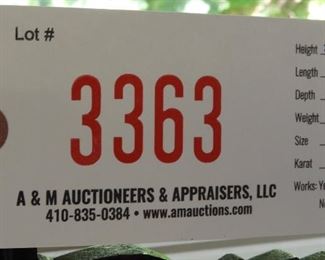 Lot #
3363
A & M AUCTIONEERS & APPRAISERS, LLC
410-835-0384 • www.amauctions.com
Height
Length
Depth
Weight
Size
Karat
Works: